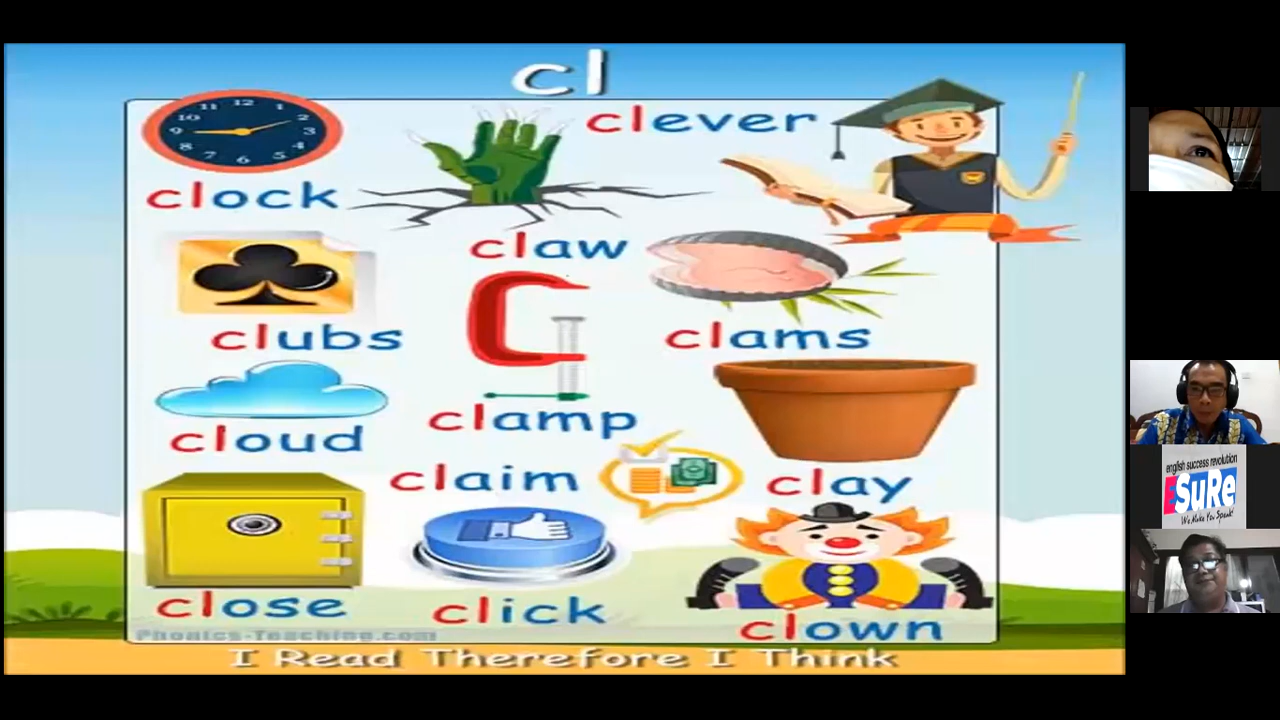 cl
clever
clock
claw
clubs
clams
cloud
clamp
claim
clay
close
click
clown
Phonics-Teaching.com
I Read Therefore I Think
english success revolution
ESuRe
We Make You Speak!